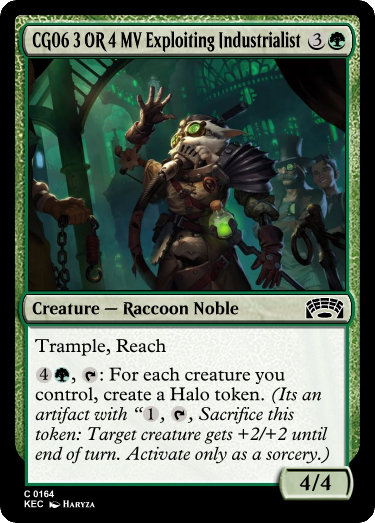 CG06 3 OR 4 MV Exploiting Industrialist 3
Creature — Raccoon Noble
Trample, Reach
4 , : For each creature you
control, create a Halo token. (Its an
artifact with “1, , Sacrifice this
token: Target creature gets +2/+2 until
end of turn. Activate only as a sorcery.)
4/4
C 0164
KEC Haryza